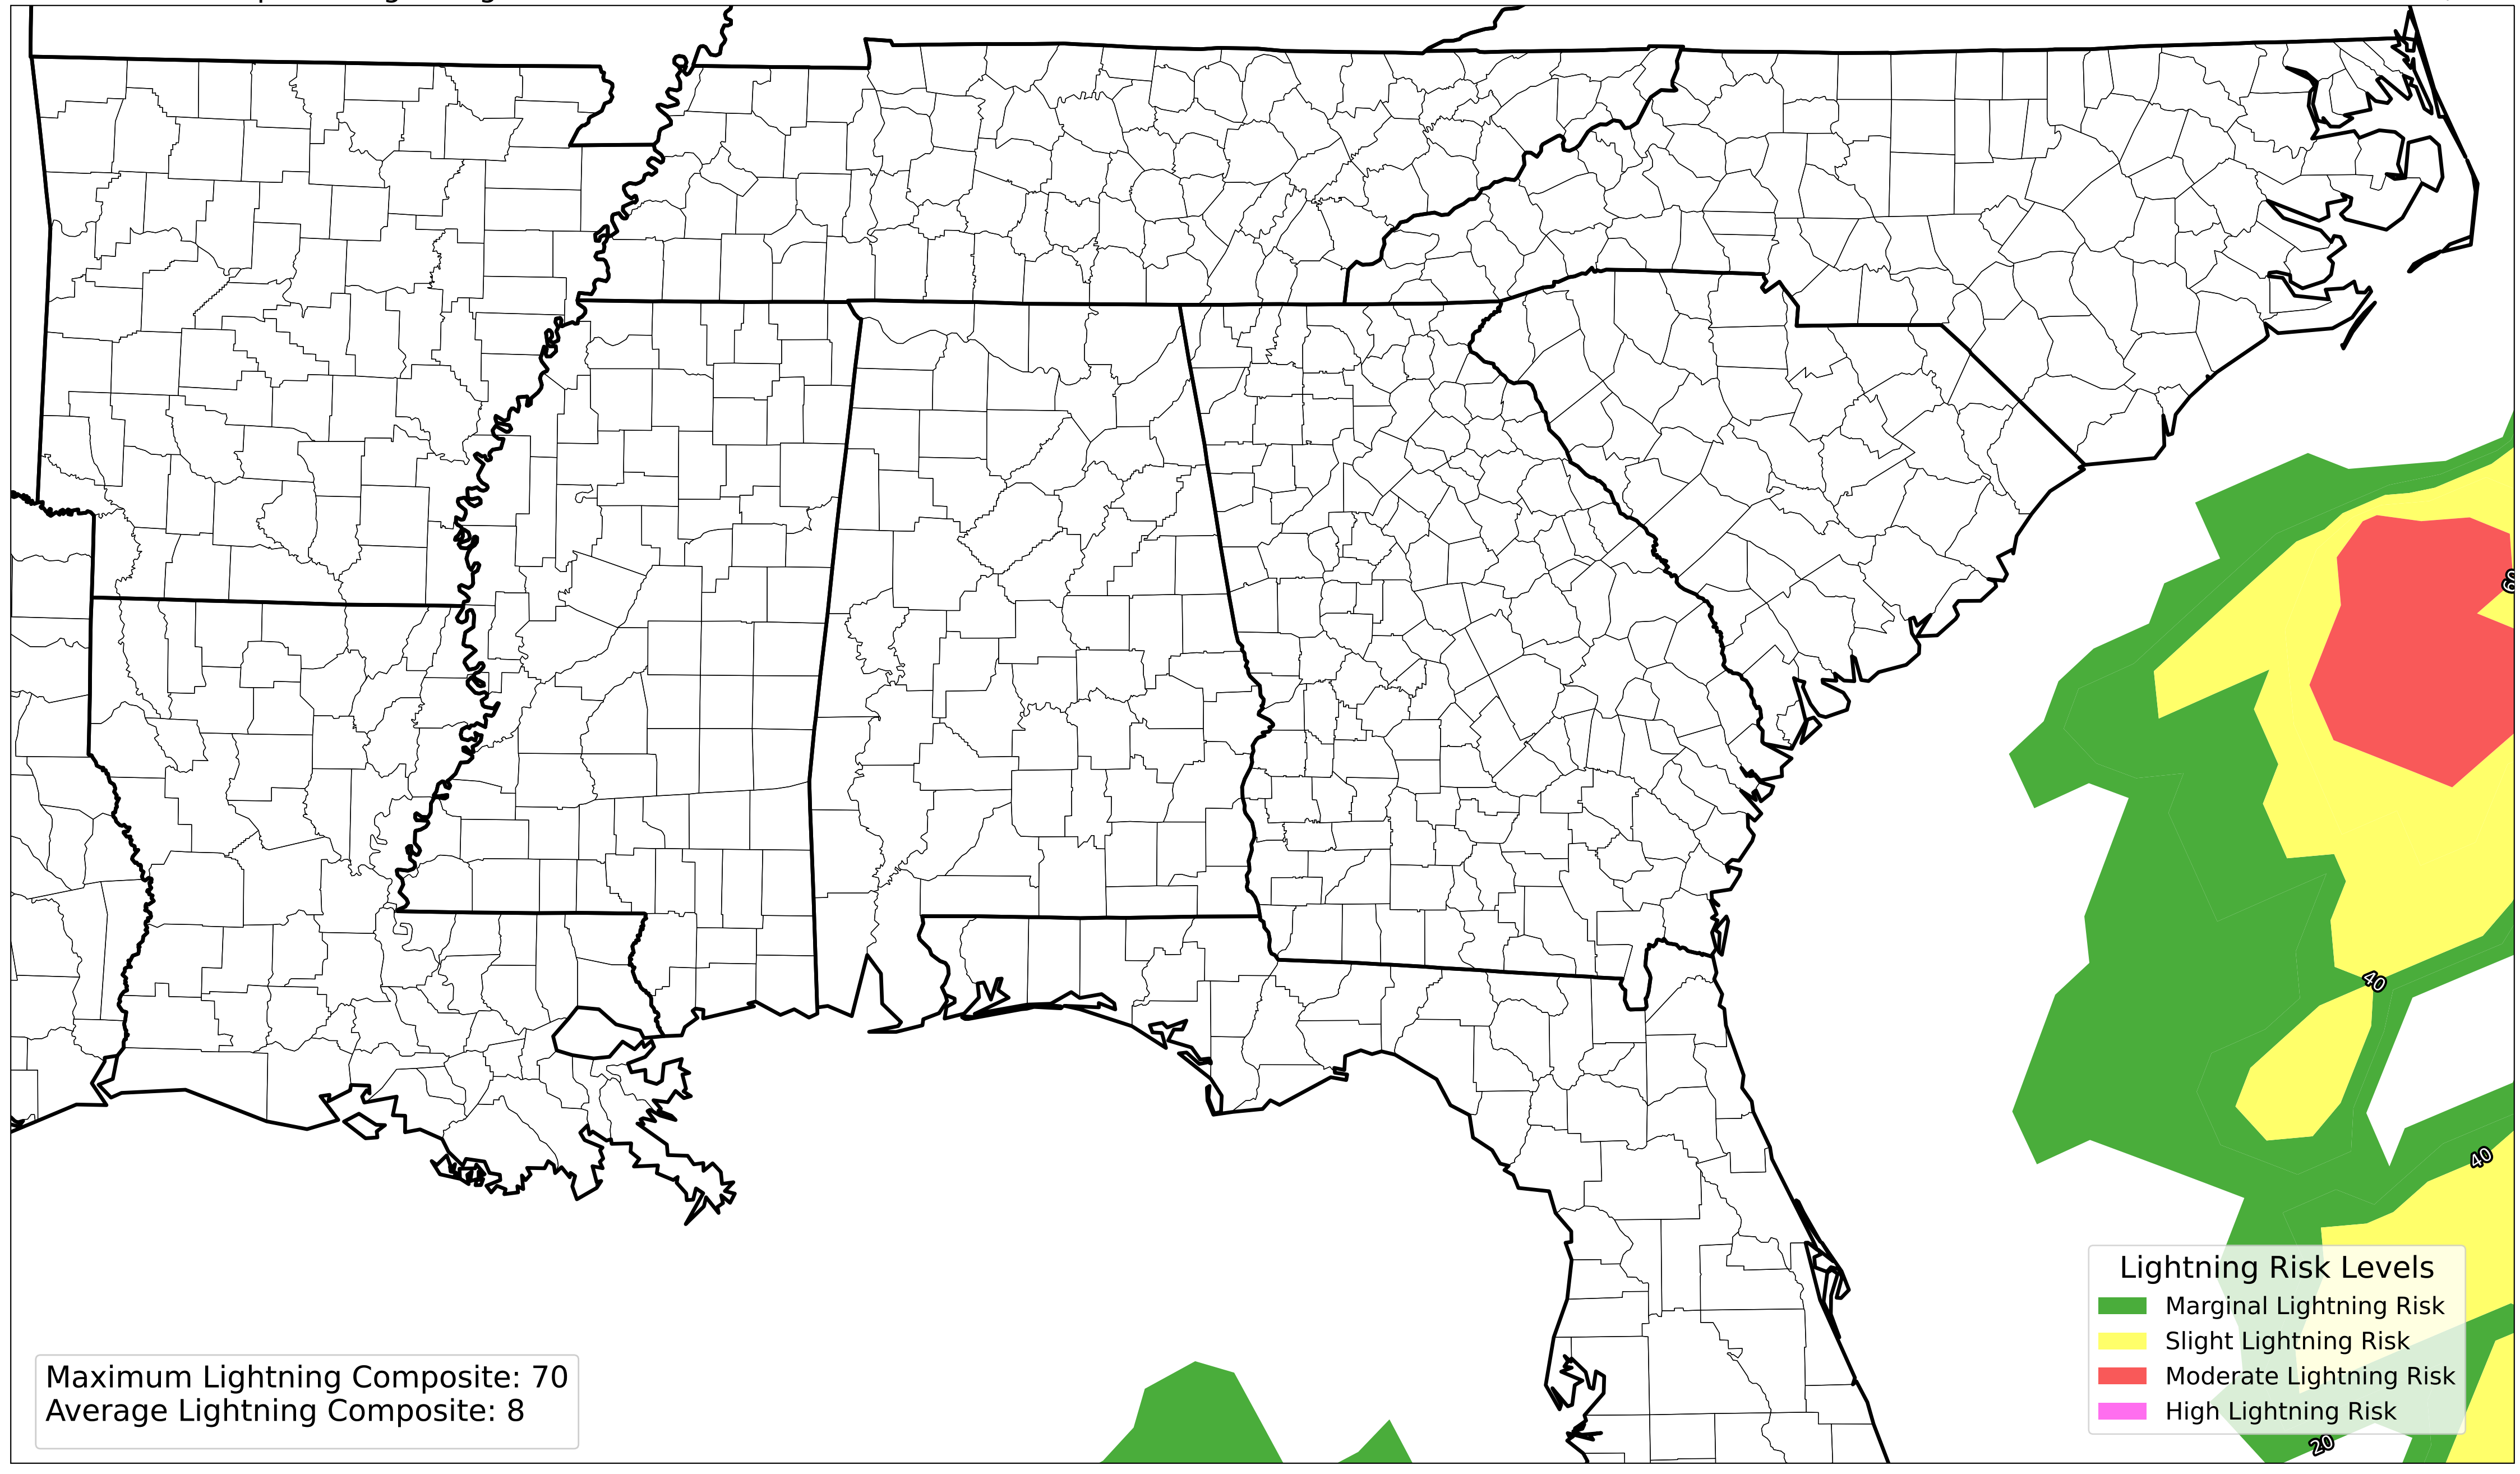 60
40
40
Lightning Risk Levels
Marginal Lightning Risk
Slight Lightning Risk
Moderate Lightning Risk
High Lightning Risk
Maximum Lightning Composite: 70
Average Lightning Composite: 8
20